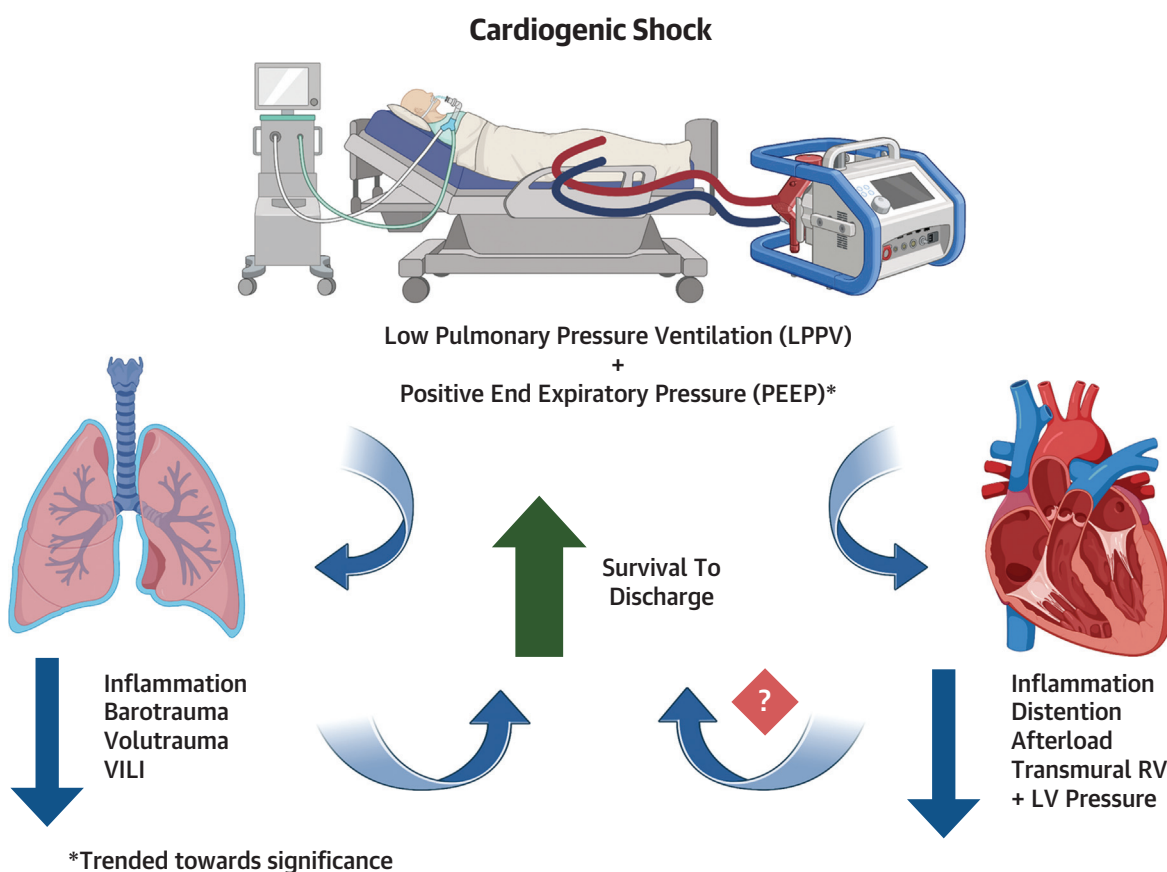 Cardiogenic Shock
Low Pulmonary Pressure Ventilation (LPPV)
+
Positive End Expiratory Pressure (PEEP)*
Survival To
Discharge
Inflammation
Barotrauma
Volutrauma
VILI
?
Inflammation
Distention
Afterload
Transmural RV
+ LV Pressure
*Trended towards significance